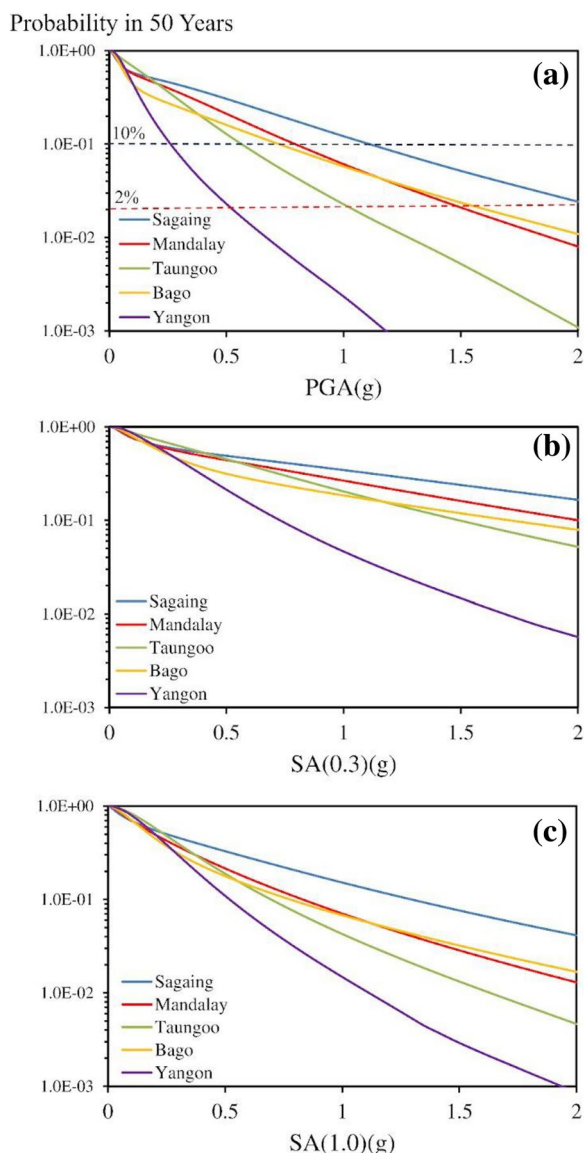 Probability in 50 Years
1.0E+00
(a)
10%
1.0E-01
2%
1.0E-02
1.0E-03
Sagaing
Mandalay
Taungoo
Bago
Yangon
0 0.5 1 1.5 2
PGA(g)
1.0E+00
(b)
1.0E-01
1.0E-02
1.0E-03
Sagaing
Mandalay
Taungoo
Bago
Yangon
0 0.5 1 1.5 2
SA(0.3)(g)
1.0E+00
(c)
1.0E-01
1.0E-02
1.0E-03
Sagaing
Mandalay
Taungoo
Bago
Yangon
0 0.5 1 1.5 2
SA(1.0)(g)